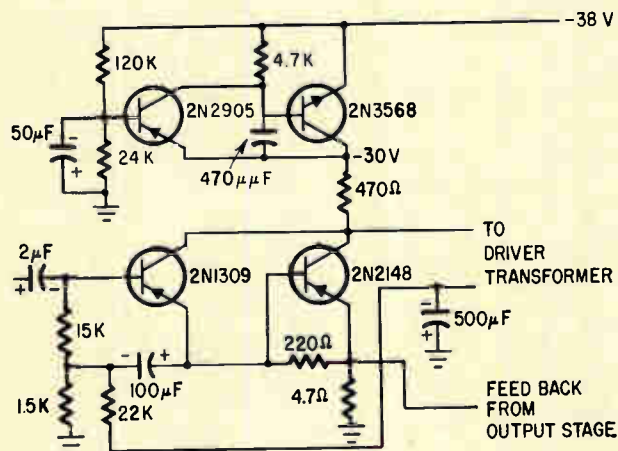 -38 V
120K
4.7K
2N2905
2N3568
50μF
-
+
24K
470μμF
-30V
470Ω
2μF
+
-
2N1309
2N2148
TO
DRIVER
TRANSFORMER
-
+
500μF
15K
220Ω
-
+
100μF
1.5K
22K
4.7Ω
FEED BACK
FROM
OUTPUT STAGE